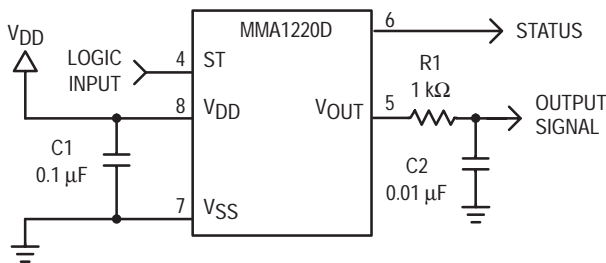 VDD
LOGIC
INPUT
4
ST
MMA1220D
6
STATUS
8
VDD
VOUT
5
R1
1 kΩ
OUTPUT
SIGNAL
C1
0.1 μF
C2
0.01 μF
7
VSS